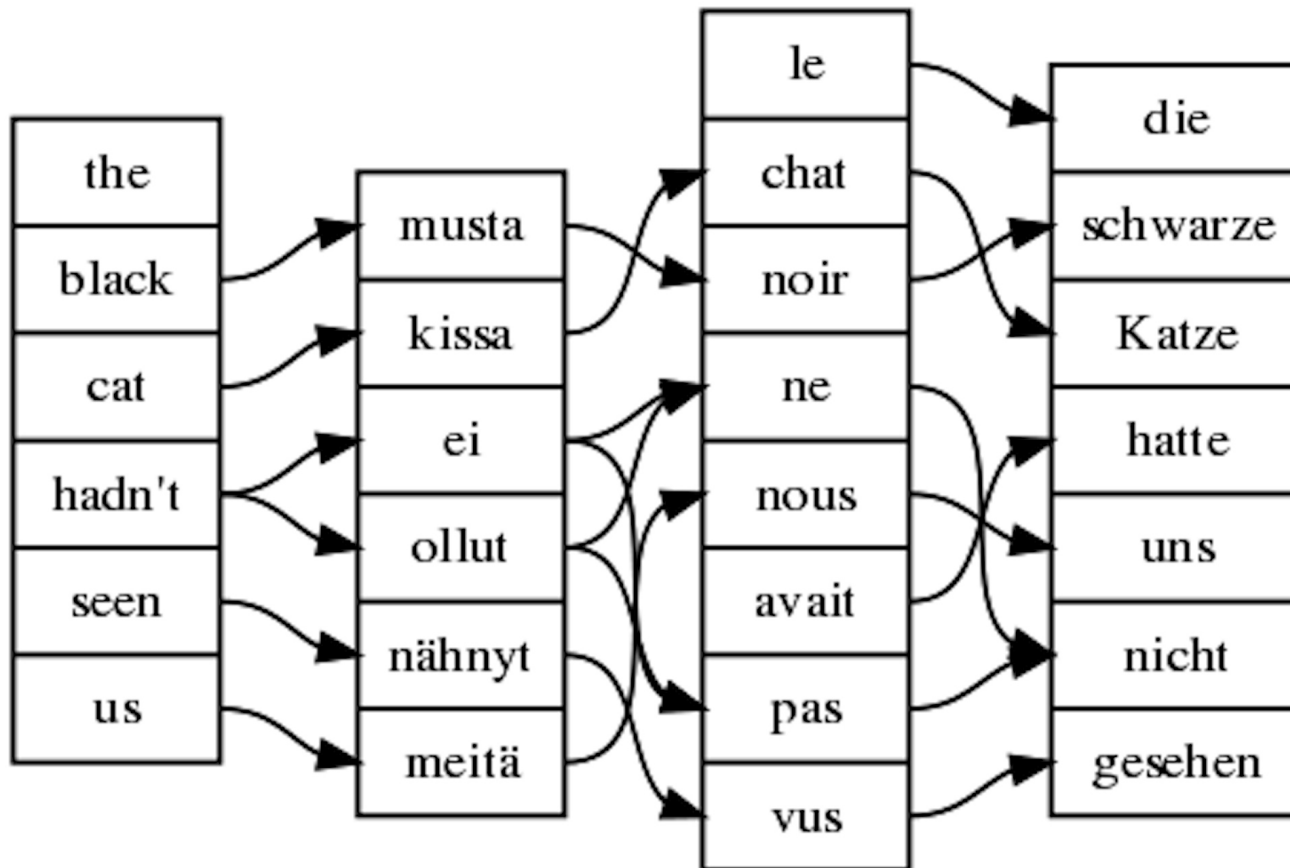 the
black
cat
hadn't
seen
us
musta
kissa
ei
ollut
nähnyt
meitä
le
chat
noir
ne
nous
avait
pas
vus
die
schwarze
Katze
hatte
uns
nicht
gesehen